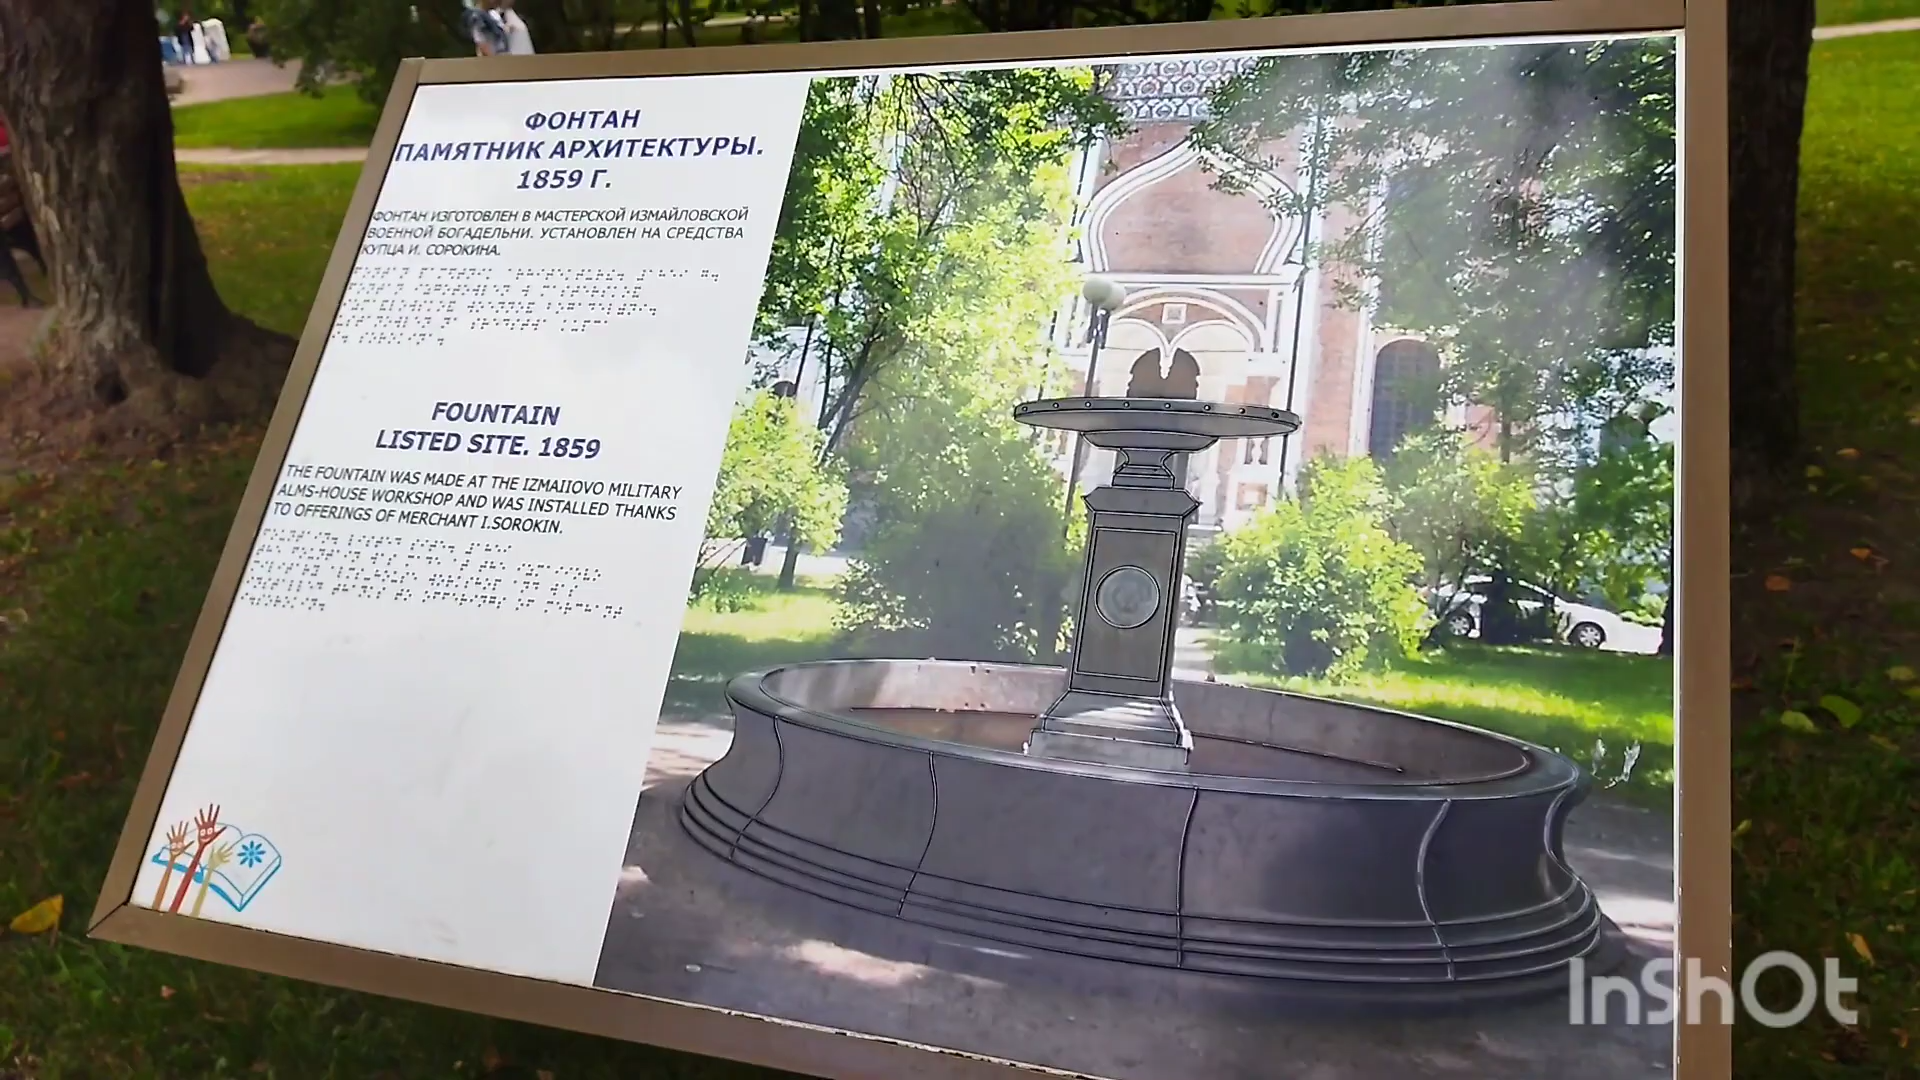 ФОНТАН
ПАМЯТНИК АРХИТЕКТУРЫ.
1859 Г.
ФОНТАН ИЗГОТОВЛЕН В МАСТЕРСКОЙ ИЗМАЙЛОВСКОЙ
ВОЕННОЙ БОГАДЕЛЬНИ. УСТАНОВЛЕН НА СРЕДСТВА
КУПЦА И. СОРОКИНА.
FOUNTAIN
LISTED SITE. 1859
THE FOUNTAIN WAS MADE AT THE IZMAIIOVO MILITARY
ALMS-HOUSE WORKSHOP AND WAS INSTALLED THANKS
TO OFFERINGS OF MERCHANT I.SOROKIN.
InShOt